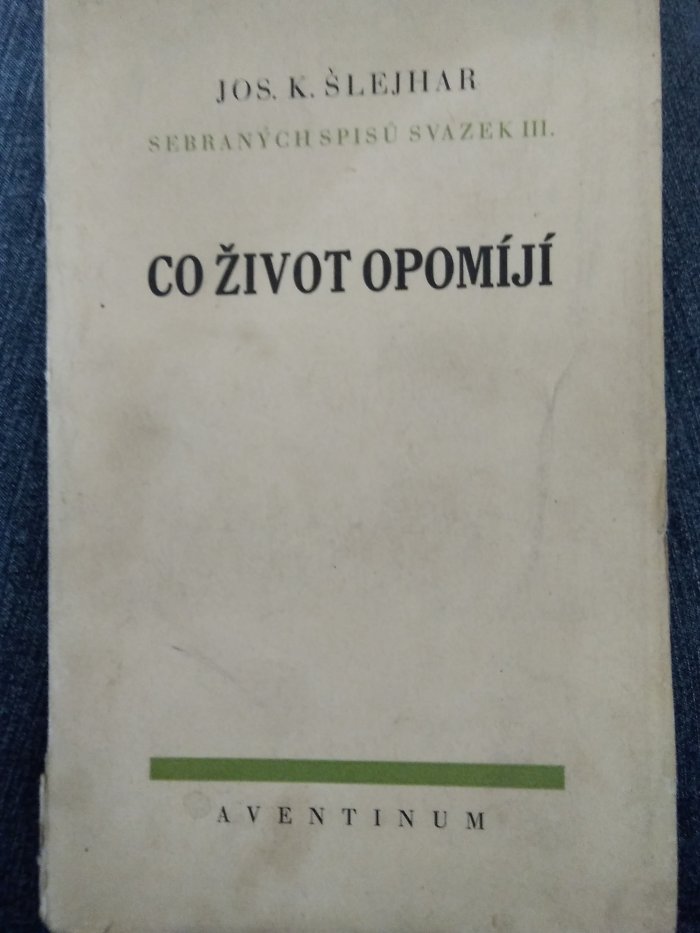 JOS. K. ŠLEJHAR
SEBRANÝCH SPISŮ SVAZEK III.
CO ŽIVOT OPOMÍJÍ
AVENTINUM